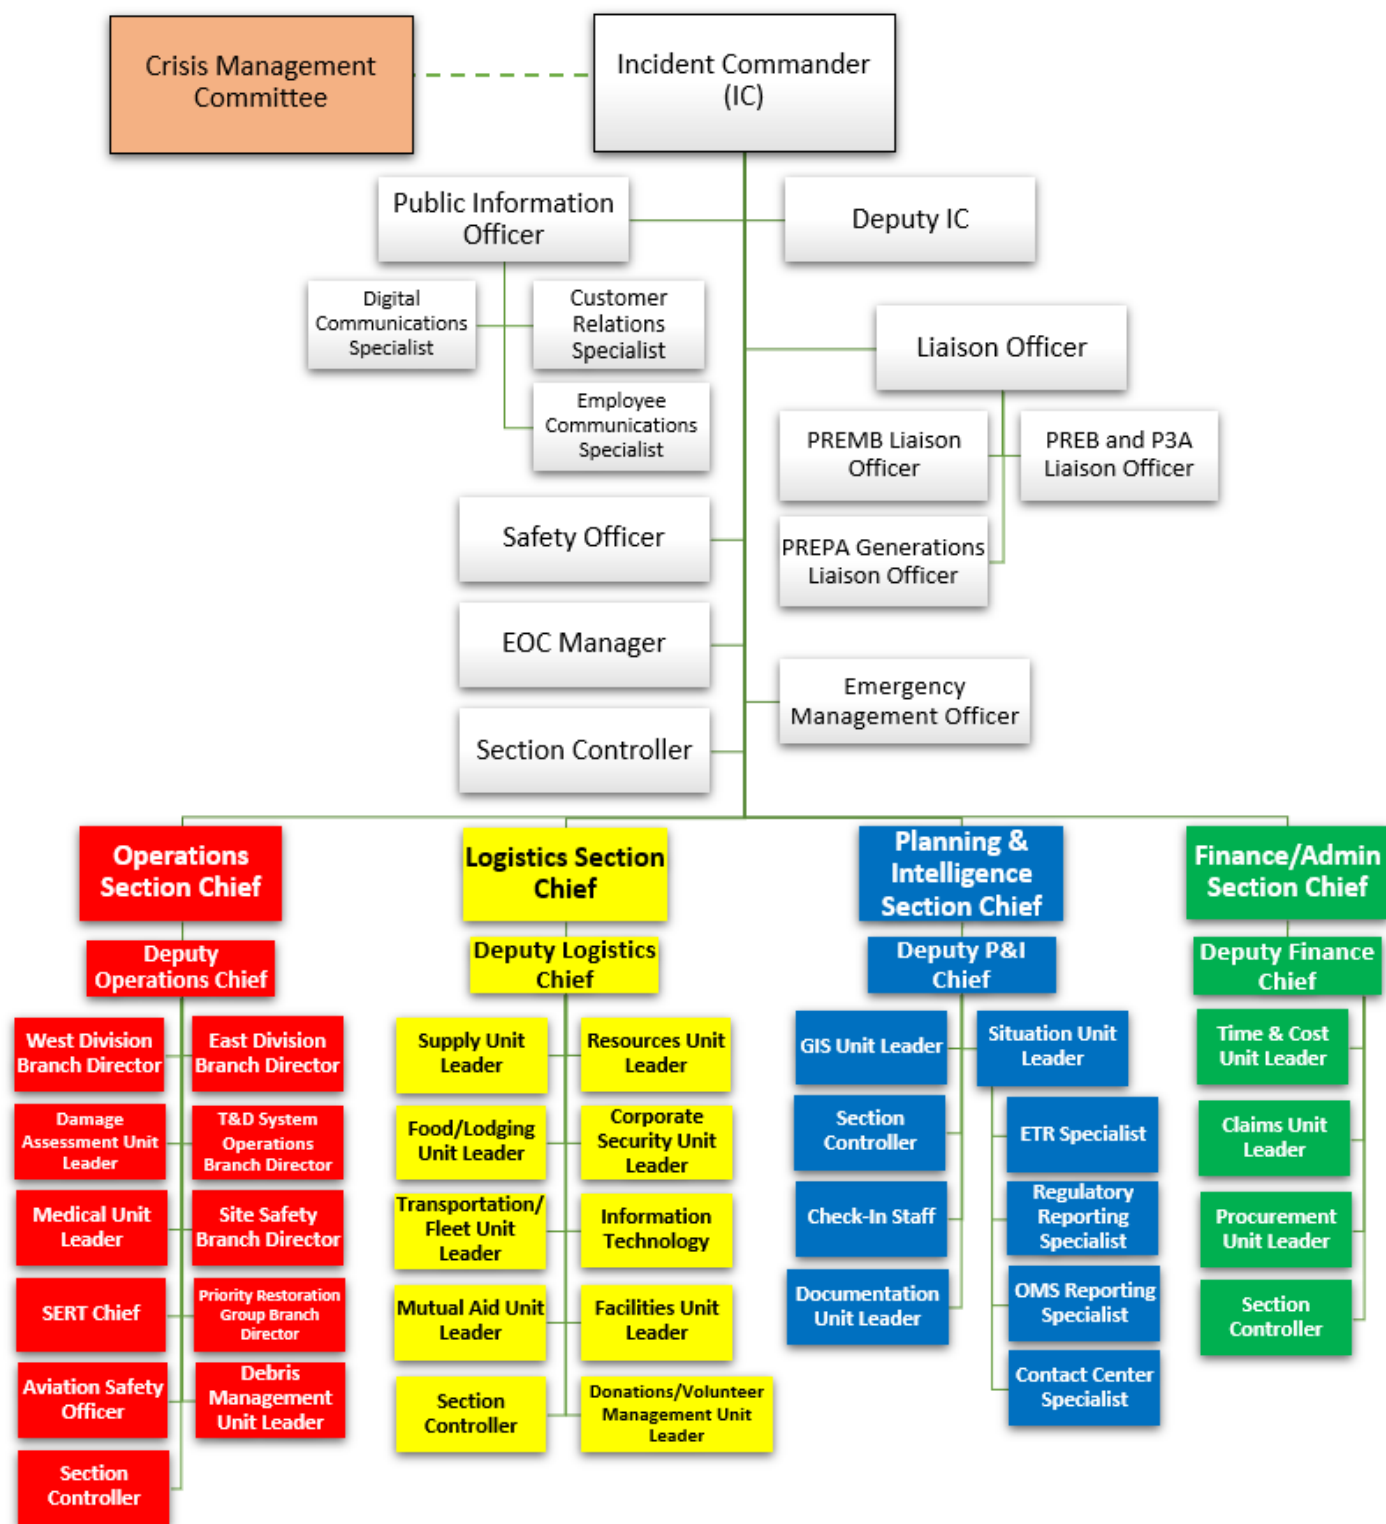 Crisis Management
Committee
Incident Commander
(IC)
Public Information
Officer
Deputy IC
Digital
Communications
Specialist
Customer
Relations
Specialist
Employee
Communications
Specialist
Liaison Officer
PREMB Liaison
Officer
PREB and P3A
Liaison Officer
PREPA Generations
Liaison Officer
Safety Officer
EOC Manager
Emergency
Management Officer
Section Controller
Operations
Section Chief
Deputy
Operations Chief
West Division
Branch Director
East Division
Branch Director
Damage
Assessment Unit
Leader
T&D System
Operations
Branch Director
Medical Unit
Leader
Site Safety
Branch Director
SERT Chief
Priority Restoration
Group Branch
Director
Aviation Safety
Officer
Debris
Management
Unit Leader
Section
Controller
Logistics Section
Chief
Deputy Logistics
Chief
Supply Unit
Leader
Resources Unit
Leader
Food/Lodging
Unit Leader
Corporate
Security Unit
Leader
Transportation/
Fleet Unit
Leader
Information
Technology
Mutual Aid Unit
Leader
Facilities Unit
Leader
Section
Controller
Donations/Volunteer
Management Unit
Leader
Planning &
Intelligence
Section Chief
Deputy P&I
Chief
GIS Unit Leader
Situation Unit
Leader
Section
Controller
ETR Specialist
Check-In Staff
Regulatory
Reporting
Specialist
Documentation
Unit Leader
OMS Reporting
Specialist
Contact Center
Specialist
Finance/Admin
Section Chief
Deputy Finance
Chief
Time & Cost
Unit Leader
Claims Unit
Leader
Procurement
Unit Leader
Section
Controller